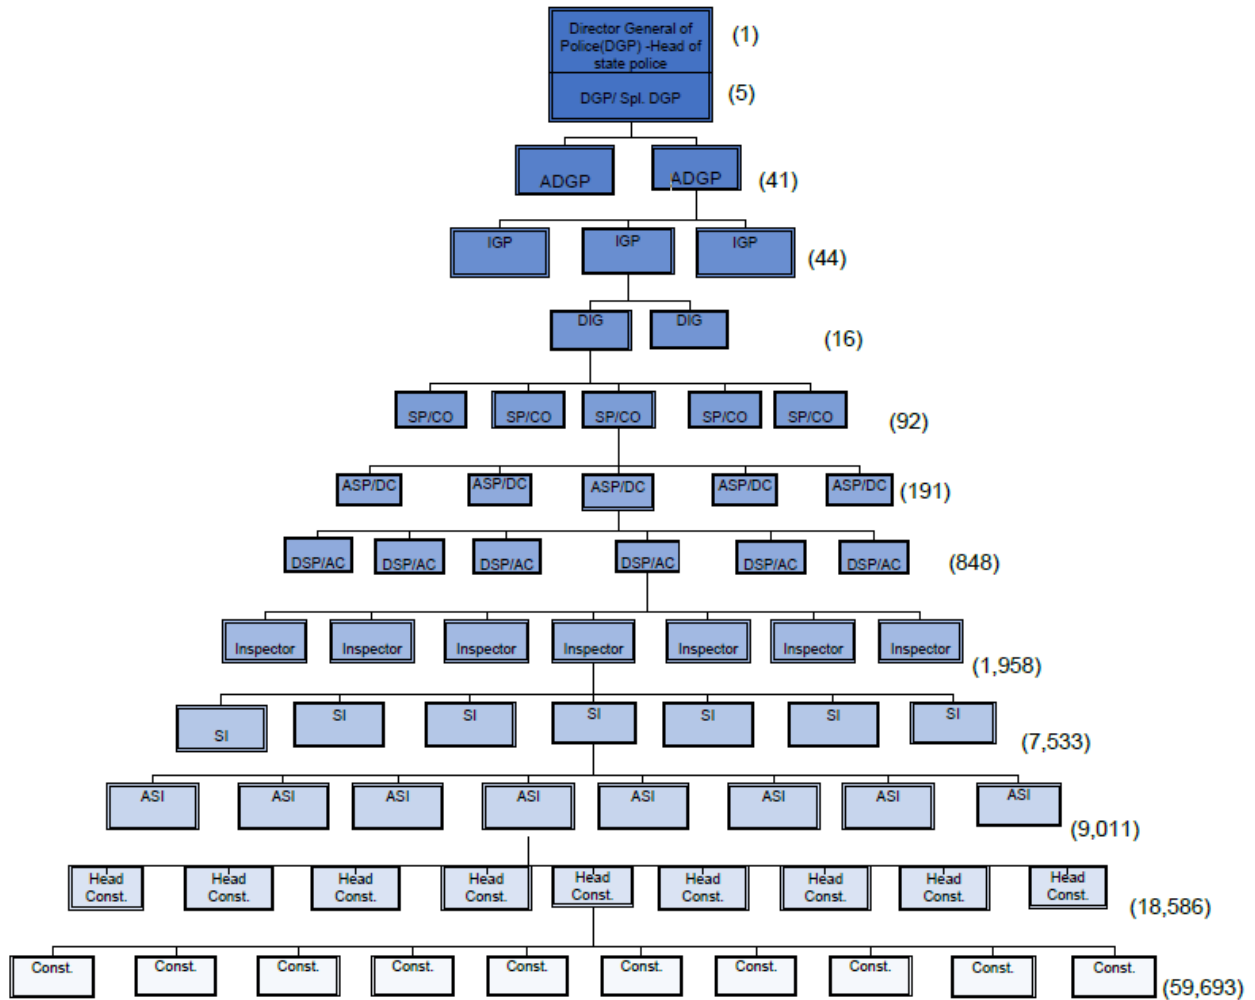 Director General of
Police(DGP) -Head of
state police
(1)
DGP/ Spl. DGP
(5)
ADGP
ADGP
(41)
IGP
IGP
IGP
(44)
DIG
DIG
(16)
SP/CO
SP/CO
SP/CO
SP/CO
SP/CO
(92)
ASP/DC
ASP/DC
ASP/DC
ASP/DC
ASP/DC
(191)
DSP/AC
DSP/AC
DSP/AC
DSP/AC
DSP/AC
DSP/AC
(848)
Inspector
Inspector
Inspector
Inspector
Inspector
Inspector
Inspector
(1,958)
SI
SI
SI
SI
SI
SI
SI
(7,533)
ASI
ASI
ASI
ASI
ASI
ASI
ASI
ASI
(9,011)
Head
Const.
Head
Const.
Head
Const.
Head
Const.
Head
Const.
Head
Const.
Head
Const.
Head
Const.
Head
Const.
(18,586)
Const.
Const.
Const.
Const.
Const.
Const.
Const.
Const.
Const.
Const.
(59,693)